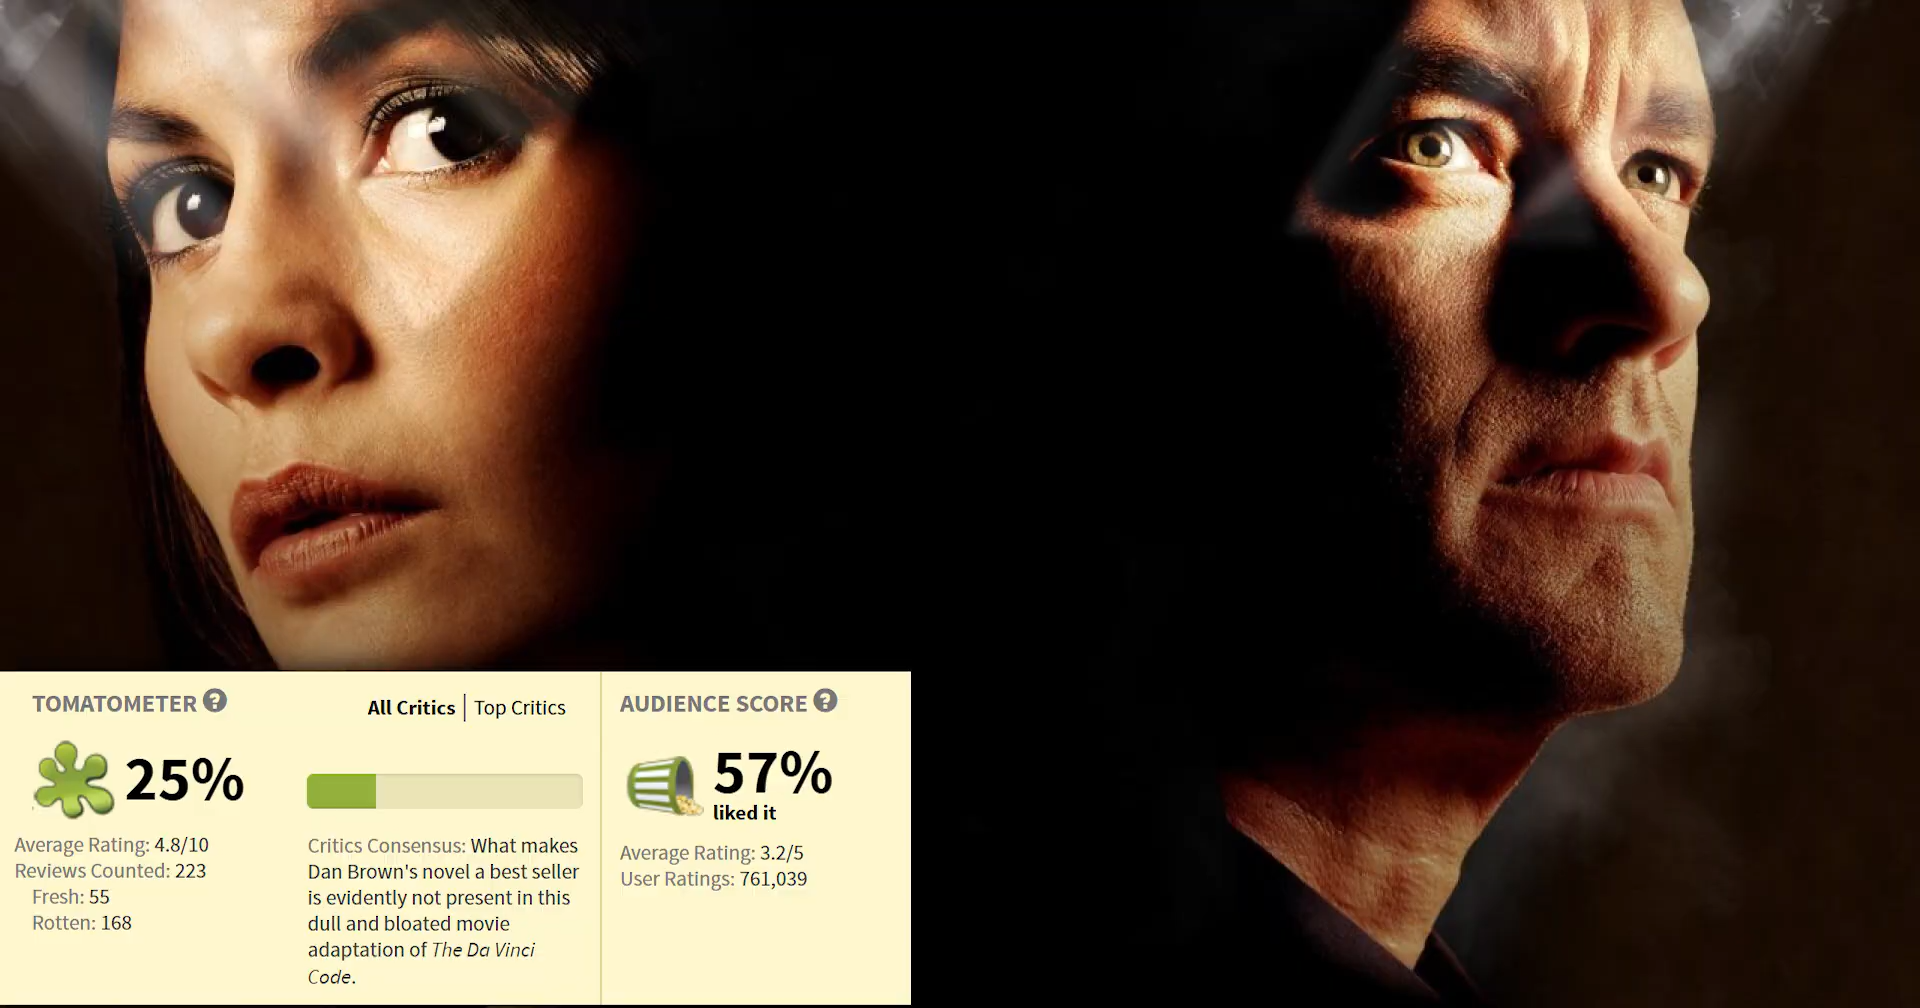 TOMATOMETER ?
All Critics | Top Critics
25%
Average Rating: 4.8/10
Reviews Counted: 223
Fresh: 55
Rotten: 168
Critics Consensus: What makes
Dan Brown's novel a best seller
is evidently not present in this
dull and bloated movie
adaptation of The Da Vinci
Code.
AUDIENCE SCORE ?
57%
liked it
Average Rating: 3.2/5
User Ratings: 761,039